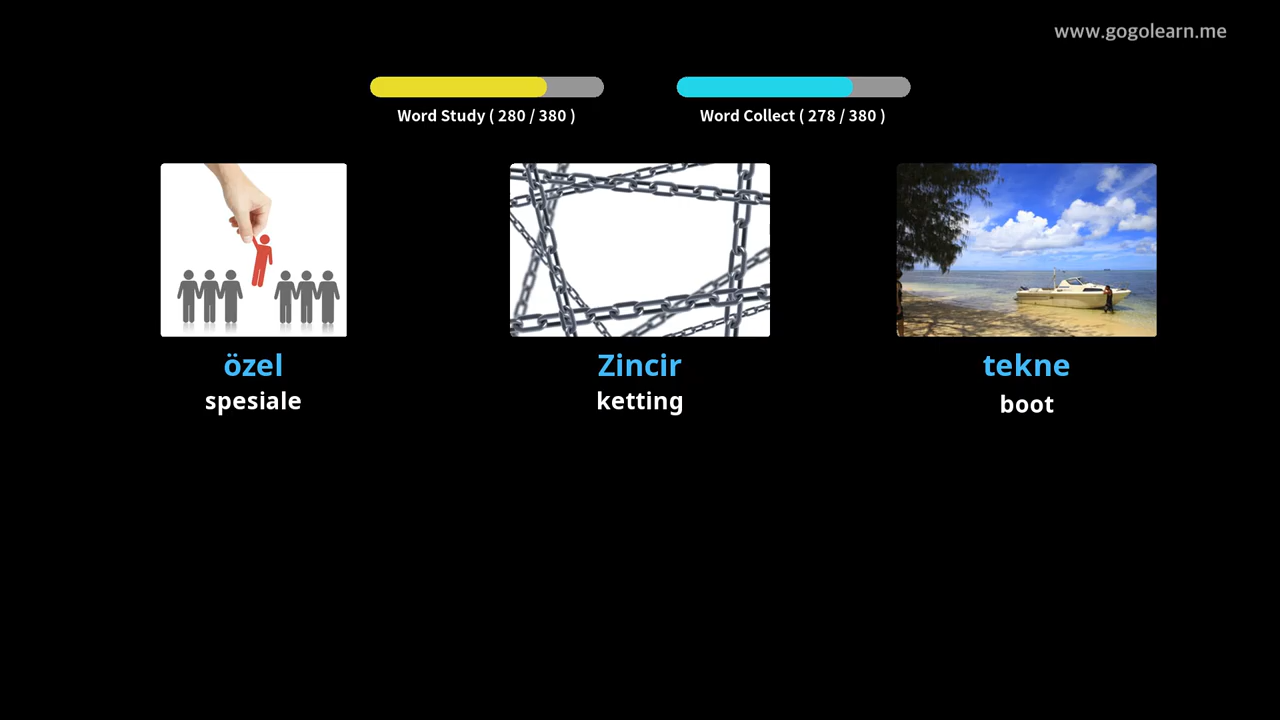 www.gogolearn.me
Word Study ( 280 / 380 )
Word Collect ( 278 / 380 )
özel
Zincir
tekne
spesiale
ketting
boot